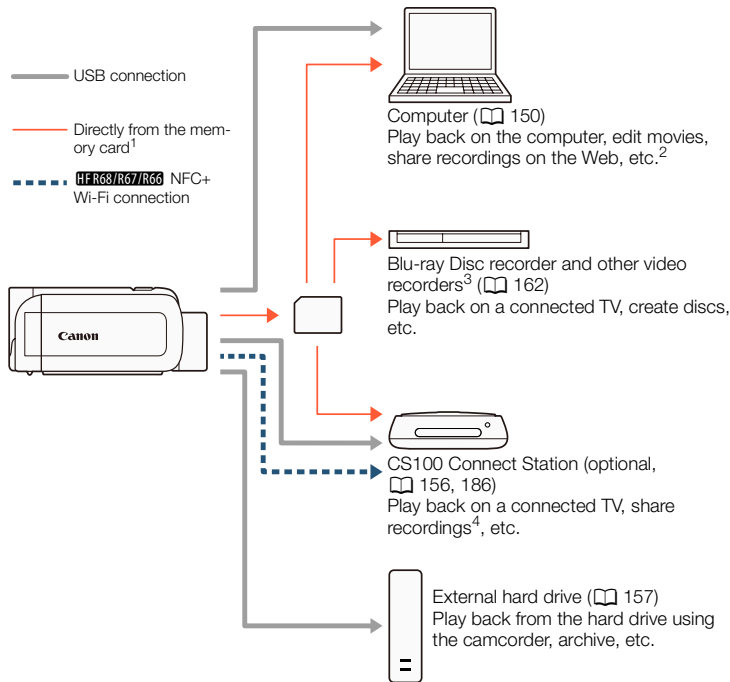 USB connection
Directly from the mem-
ory card1
HF R68/R67/R66 NFC+
Wi-Fi connection
Canon
Computer (150)
Play back on the computer, edit movies,
share recordings on the Web, etc.2
Blu-ray Disc recorder and other video
recorders3 (162)
Play back on a connected TV, create discs,
etc.
CS100 Connect Station (optional,
156, 186)
Play back on a connected TV, share
recordings4, etc.
External hard drive (157)
Play back from the hard drive using
the camcorder, archive, etc.